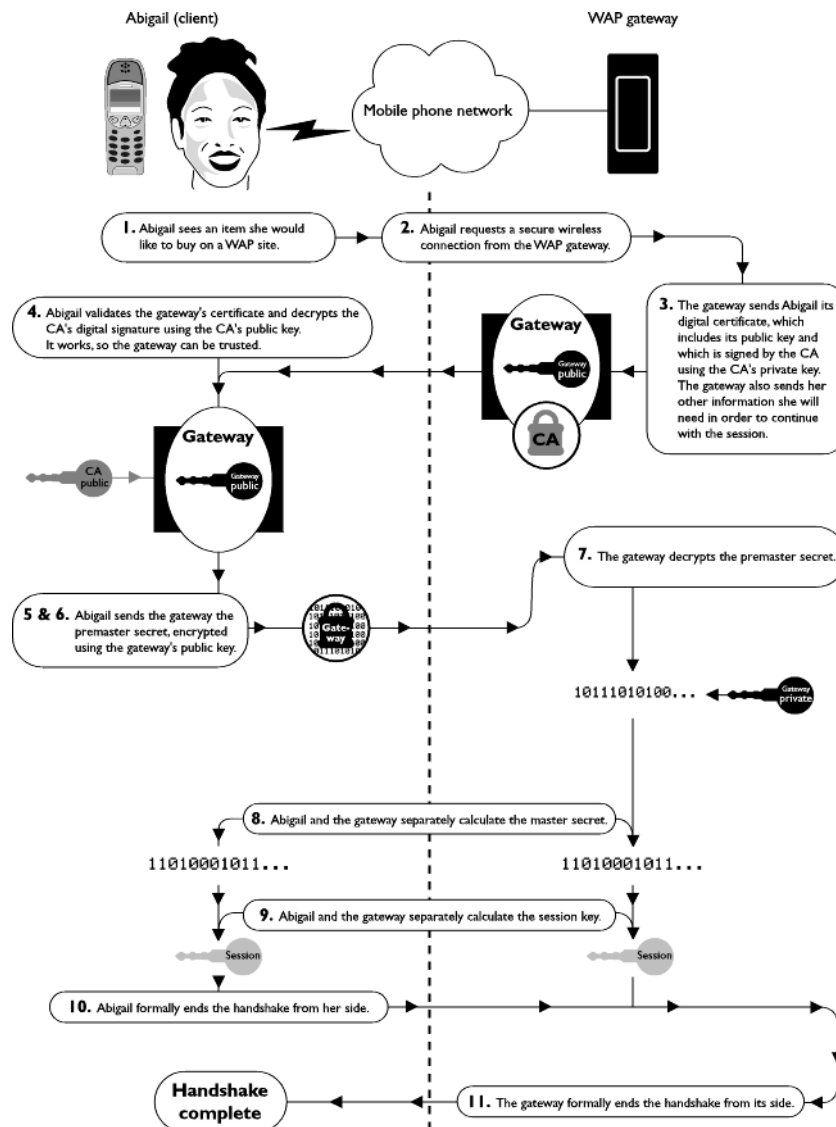 Abigail (client)
WAP gateway
Mobile phone network
1. Abigail sees an item she would
like to buy on a WAP site.
2. Abigail requests a secure wireless
connection from the WAP gateway.
3. The gateway sends Abigail its
digital certificate, which
includes its public key and
which is signed by the CA
using the CA's private key.
The gateway also sends her
other information she will
need in order to continue
with the session.
4. Abigail validates the gateway's certificate and decrypts the
CA's digital signature using the CA's public key.
It works, so the gateway can be trusted.
Gateway
Gateway
public
CA
Gateway
CA
public
Gateway
public
5 & 6. Abigail sends the gateway the
premaster secret, encrypted
using the gateway's public key.
Gate-
way
1011101010
7. The gateway decrypts the premaster secret.
10111010100...
Gateway
private
8. Abigail and the gateway separately calculate the master secret.
11010001011...
11010001011...
9. Abigail and the gateway separately calculate the session key.
Session
Session
10. Abigail formally ends the handshake from her side.
11. The gateway formally ends the handshake from its side.
Handshake
complete